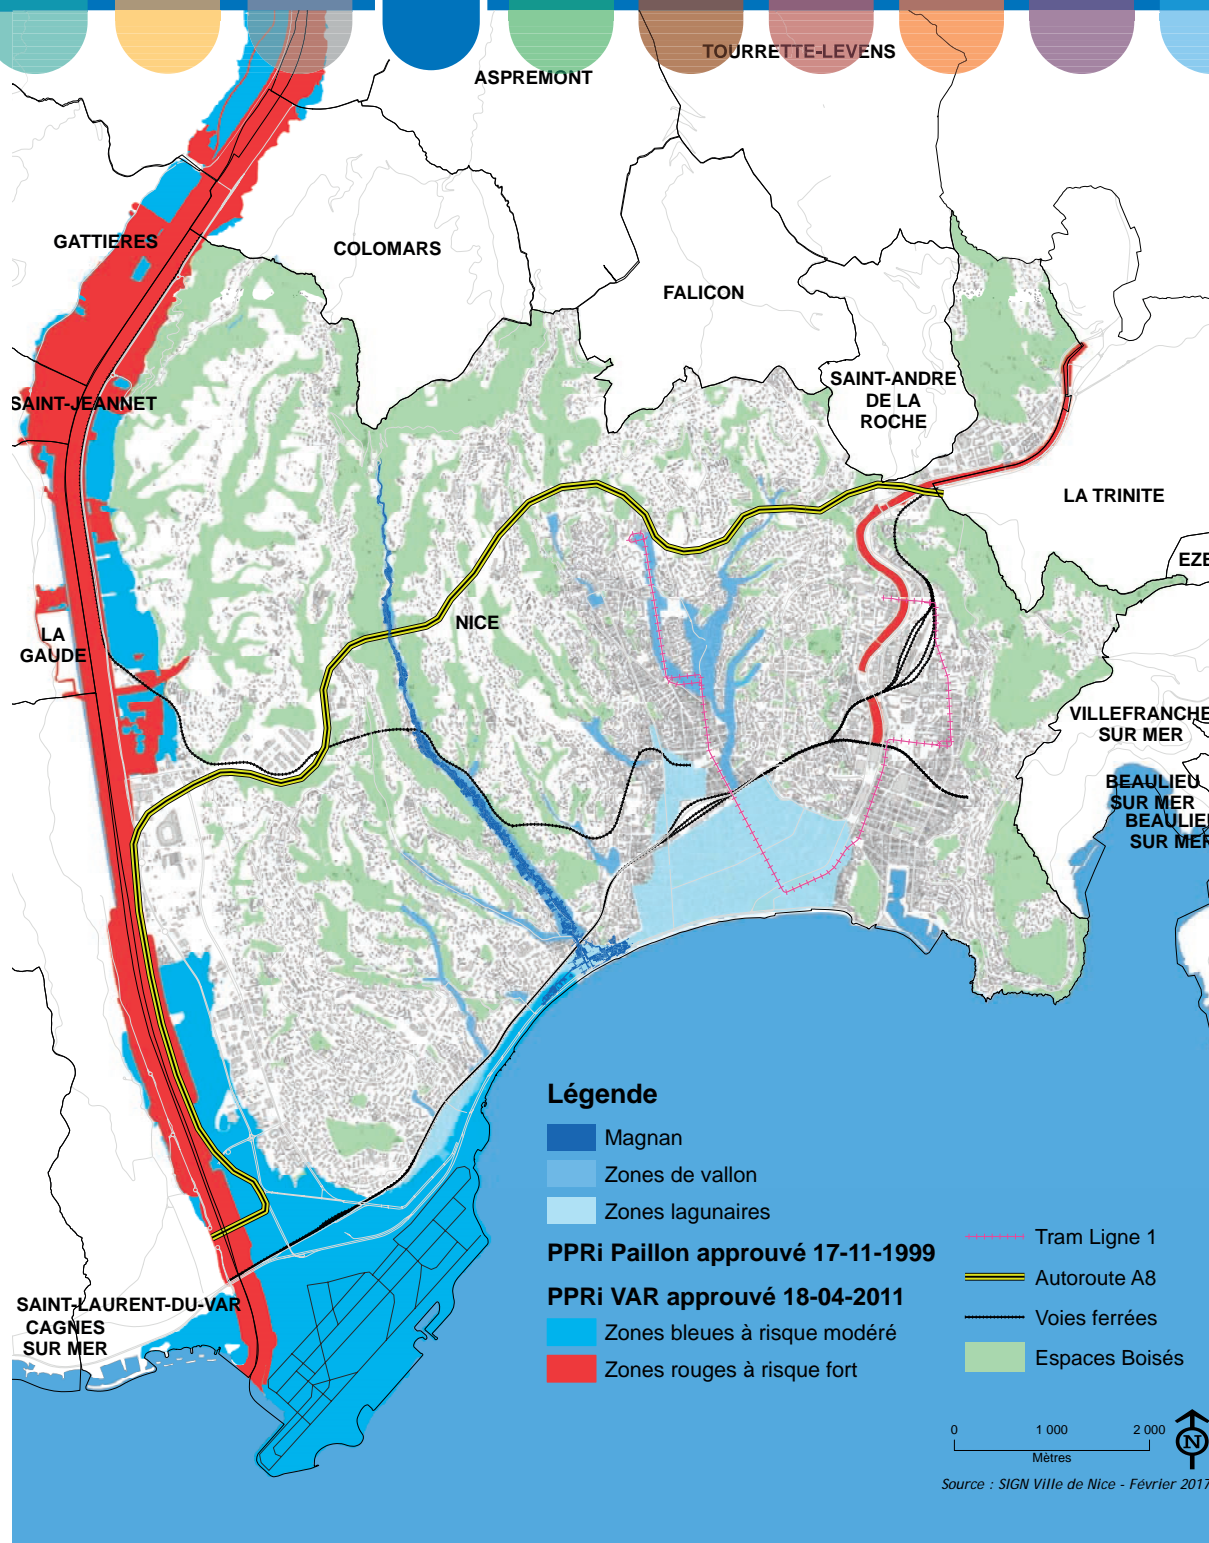 TOURRETTE-LEVENS
ASPREMONT
GATTIERES
COLOMARS
FALICON
SAINT-ANDRE
DE LA
ROCHE
SAINT-JEANNET
LA TRINITE
EZE
NICE
LA
GAUDE
VILLEFRANCHE
SUR MER
BEAULIEU
SUR MER
BEAULIE
SUR MER
Légende
Magnan
Zones de vallon
Zones lagunaires
PPRi Paillon approuvé 17-11-1999
PPRi VAR approuvé 18-04-2011
Zones bleues à risque modéré
Zones rouges à risque fort
Tram Ligne 1
Autoroute A8
Voies ferrées
Espaces Boisés
SAINT-LAURENT-DU-VAR
CAGNES
SUR MER
0 1 000 2 000
Mètres
N
Source : SIGN Ville de Nice - Février 2017